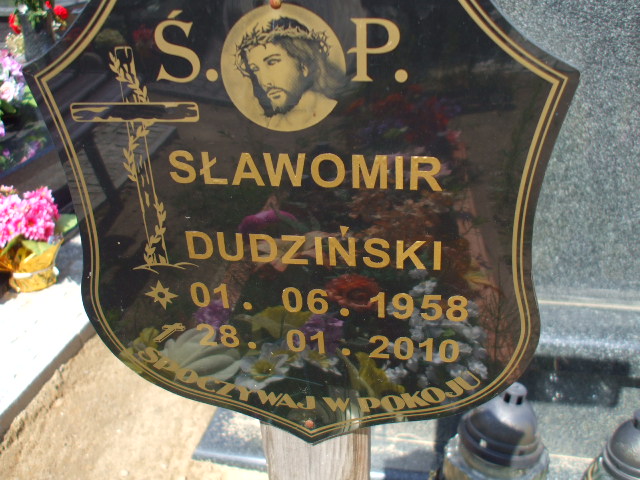 Ś. P.
SŁAWOMIR
DUDZIŃSKI
01. 06. 1958
28. 01. 2010
SPOCZYWAJ W POKOJU